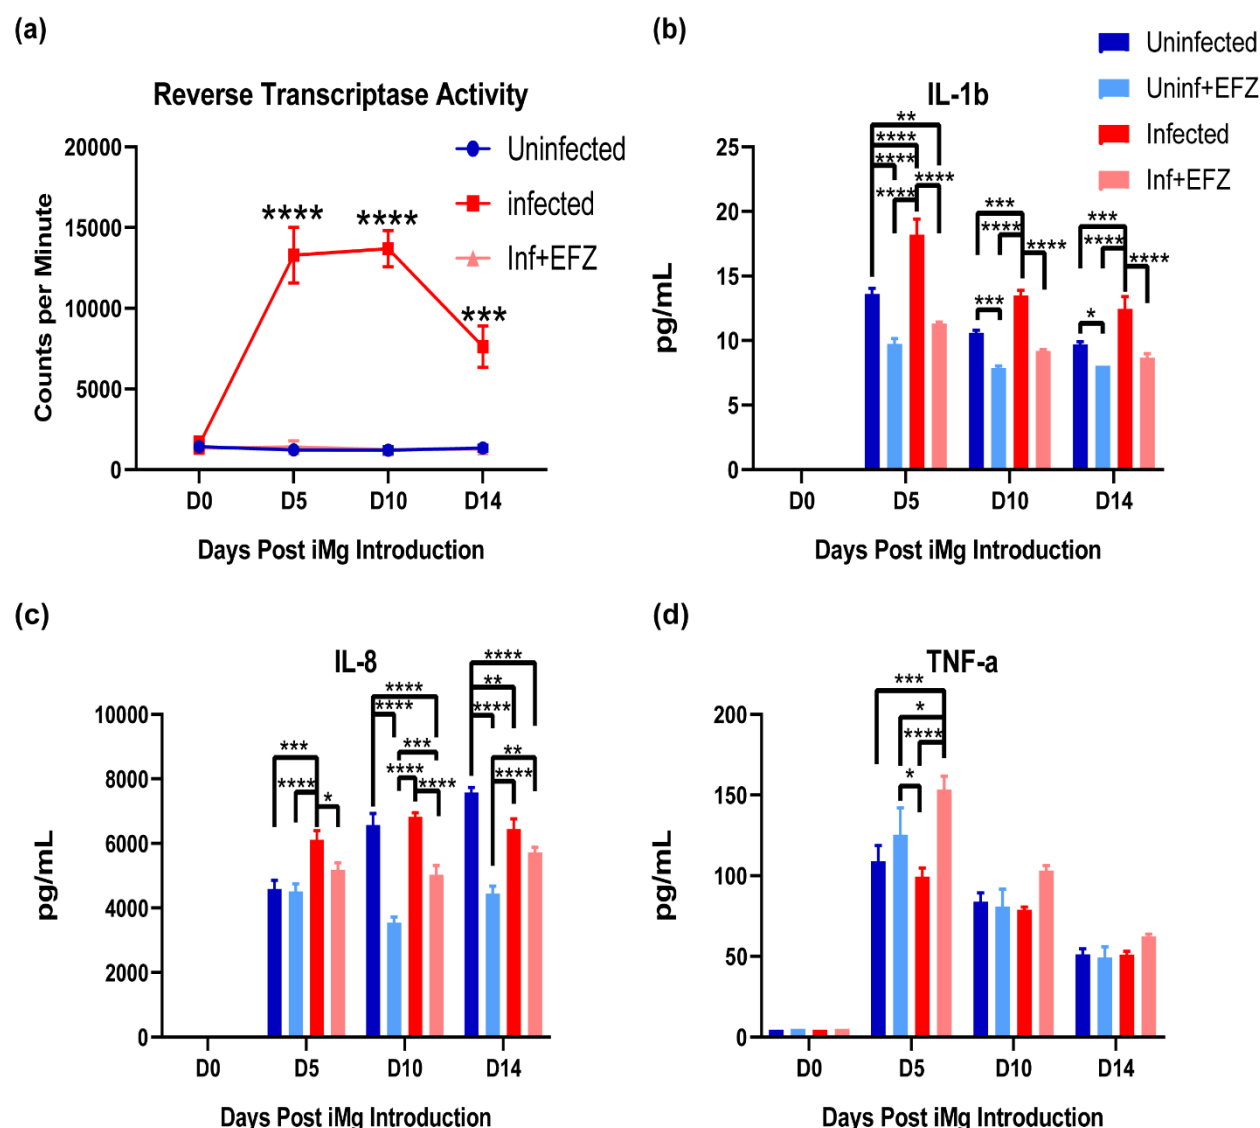 (a)
Reverse Transcriptase Activity
Uninfected
infected
Inf+EFZ
Counts per Minute
20000
15000
10000
5000
0
****
****
***
D0 D5 D10 D14
Days Post iMg Introduction
(b)
IL-1b
Uninfected
Uninf+EFZ
Infected
Inf+EFZ
pg/mL
25
20
15
10
5
0
**
****
****
**** ****
***
****
****
***
***
****
****
*
D0 D5 D10 D14
Days Post iMg Introduction
(c)
IL-8
pg/mL
10000
8000
6000
4000
2000
0
***
****
*
****
****
***
****
****
****
**
****
**
****
D0 D5 D10 D14
Days Post iMg Introduction
(d)
TNF-a
pg/mL
200
150
100
50
0
***
*
****
*
D0 D5 D10 D14
Days Post iMg Introduction